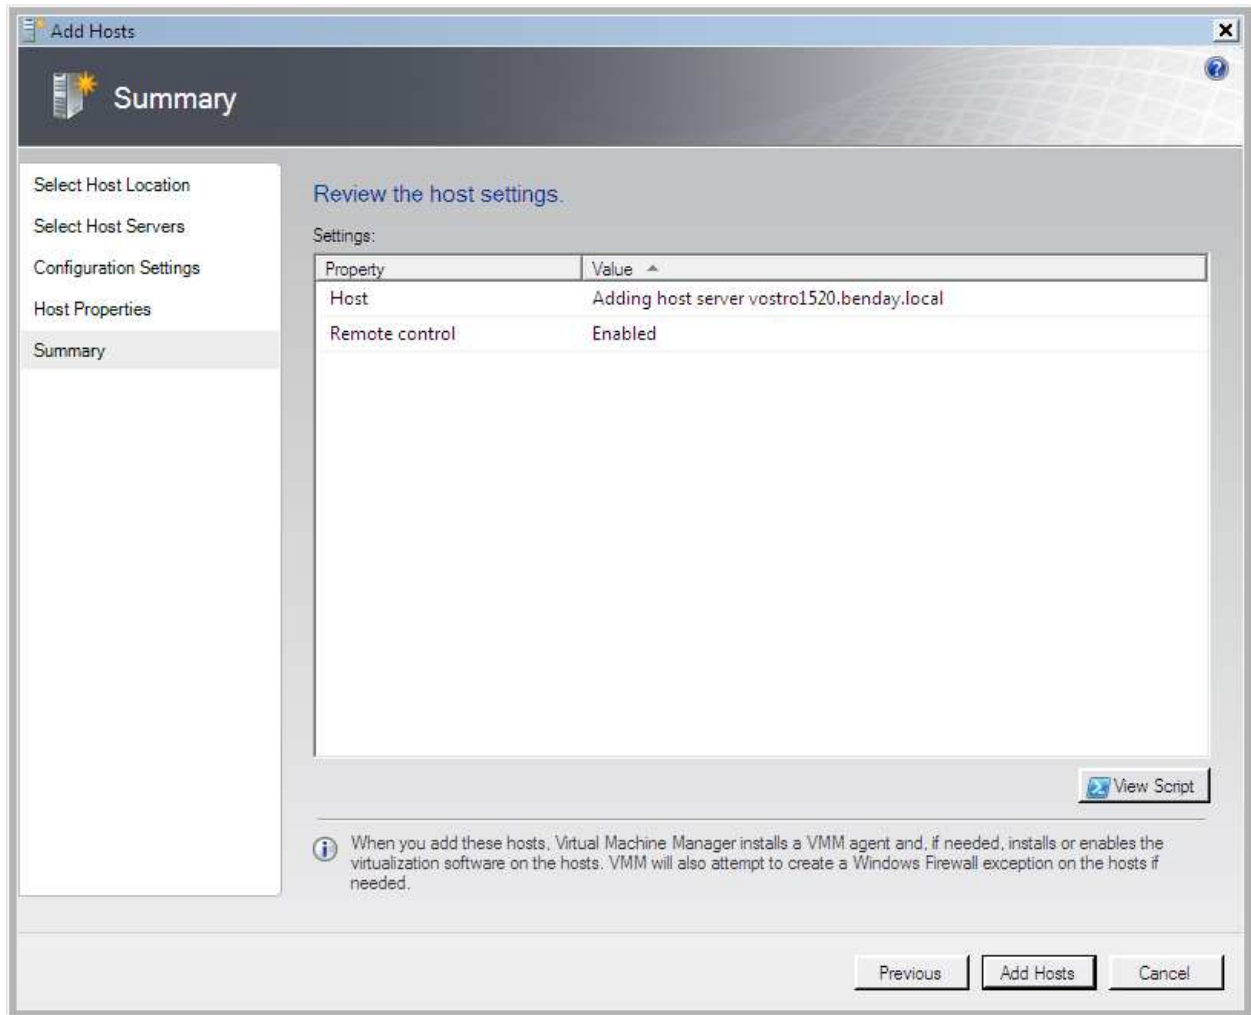 Add Hosts
Summary
Select Host Location
Select Host Servers
Configuration Settings
Host Properties
Summary
Review the host settings.
Settings:
Property Value
Host Adding host server vostro1520.benday.local
Remote control Enabled
View Script
When you add these hosts, Virtual Machine Manager installs a VMM agent and, if needed, installs or enables the
virtualization software on the hosts. VMM will also attempt to create a Windows Firewall exception on the hosts if
needed.
Previous Add Hosts Cancel